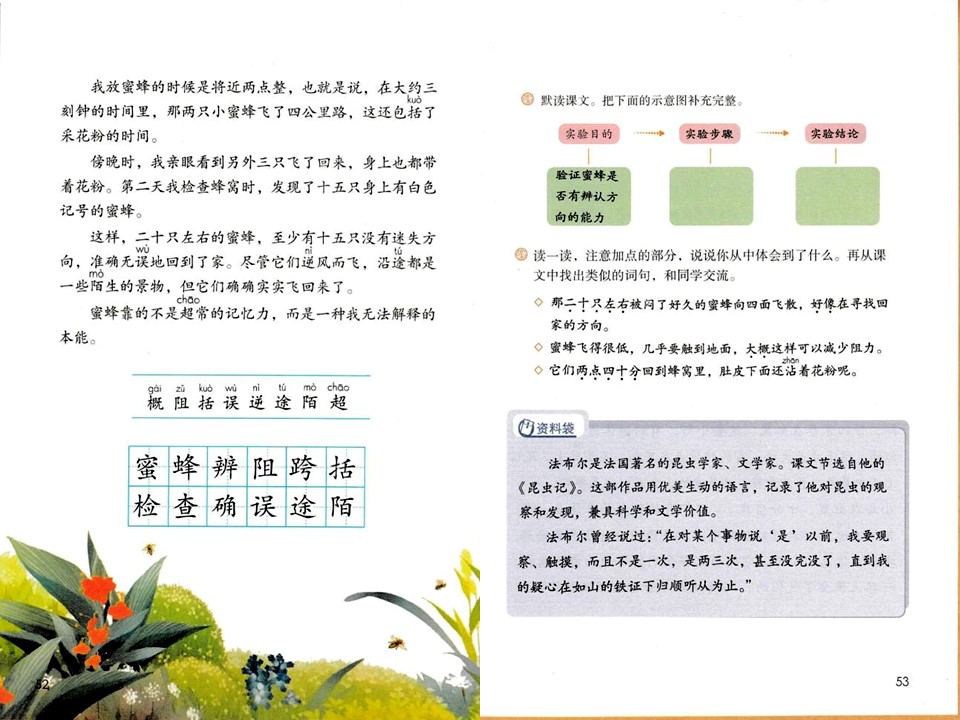 我放蜜蜂的时候是将近两点整，也就是说，在大约三
刻钟的时间里，那两只小蜜蜂飞了四公里路，这还包括了
kuò
采花粉的时间。
傍晚时，我亲眼看到另外三只飞了回来，身上也都带
着花粉。第二天我检查蜂窝时，发现了十五只身上有白色
记号的蜜蜂。
这样，二十只左右的蜜蜂，至少有十五只没有迷失方
wù nì tú
向，准确无误地回到了家。尽管它们逆风而飞，沿途都是
mò
一些陌生的景物，但它们确确实实飞回来了。
chāo
蜜蜂靠的不是超常的记忆力，而是一种我无法解释的
本能。
gài zǔ kuò wù nì tú mò chāo
概 阻 括 误 逆 途 陌 超
蜜 蜂 辨 阻 跨 括
检 查 确 误 途 陌
52
默读课文。把下面的示意图补充完整。
实验目的 实验步骤 实验结论
验证蜜蜂是
否有辨认方
向的能力
读一读，注意加点的部分，说说你从中体会到了什么。再从课
文中找出类似的词句，和同学交流。
那二十只左右被闷了好久的蜜蜂向四面飞散，好像在寻找回
家的方向。
蜜蜂飞得很低，几乎要触到地面，大概这样可以减少阻力。
zhān
它们两点四十分回到蜂窝里，肚皮下面还沾着花粉呢。
资料袋
法布尔是法国著名的昆虫学家、文学家。课文节选自他的
《昆虫记》。这部作品用优美生动的语言，记录了他对昆虫的观
察和发现，兼具科学和文学价值。
法布尔曾经说过：“在对某个事物说‘是’以前，我要观
察、触摸，而且不是一次，是两三次，甚至没完没了，直到我
的疑心在如山的铁证下归顺听从为止。”
53